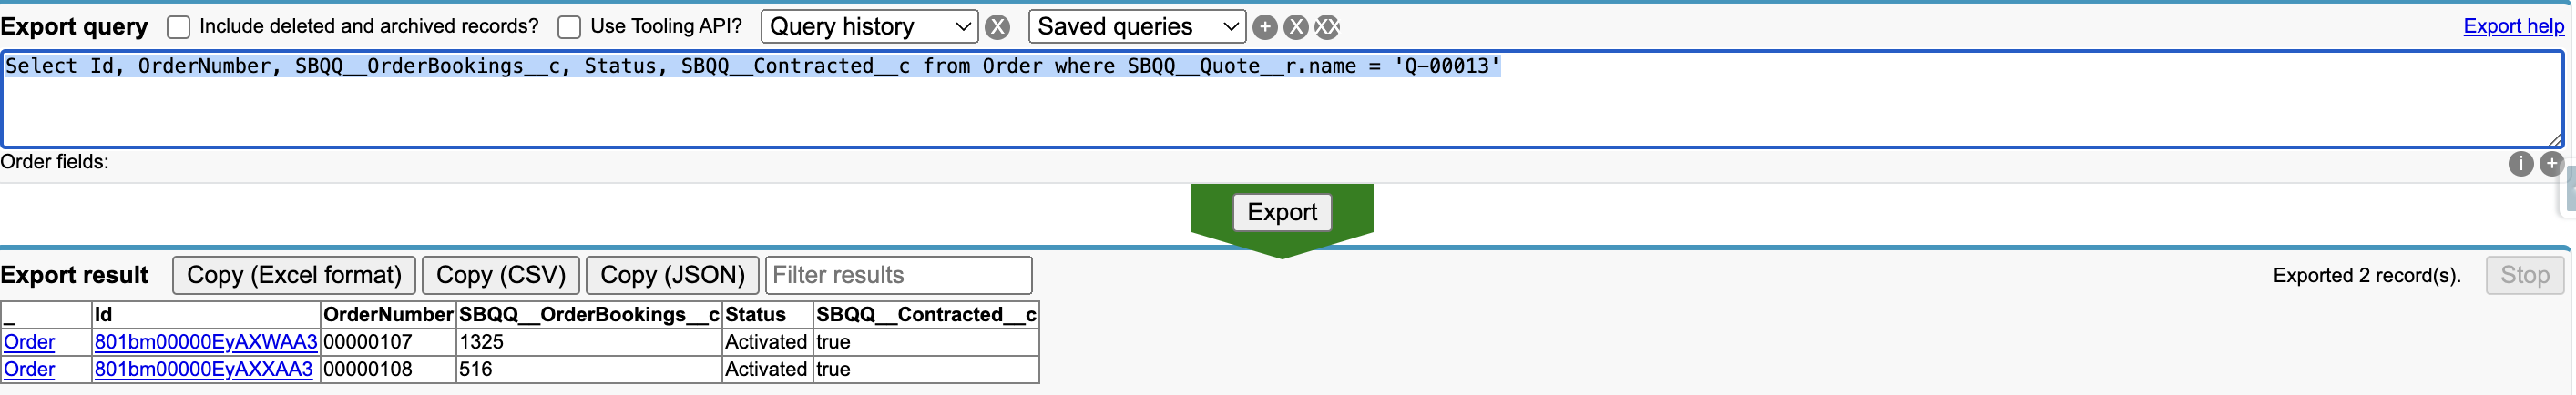 Export query Include deleted and archived records? Use Tooling API? Query history X Saved queries + X XX Export help
Select Id, OrderNumber, SBQQ__OrderBookings__c, Status, SBQQ__Contracted__c from Order where SBQQ__Quote__r.name = 'Q-00013'
Order fields: i +
Export
Export result Copy (Excel format) Copy (CSV) Copy (JSON) Filter results Exported 2 record(s). Stop
_ Id OrderNumber SBQQ__OrderBookings__c Status SBQQ__Contracted__c
Order 801bm00000EyAXWAA3 00000107 1325 Activated true
Order 801bm00000EyAXXAA3 00000108 516 Activated true